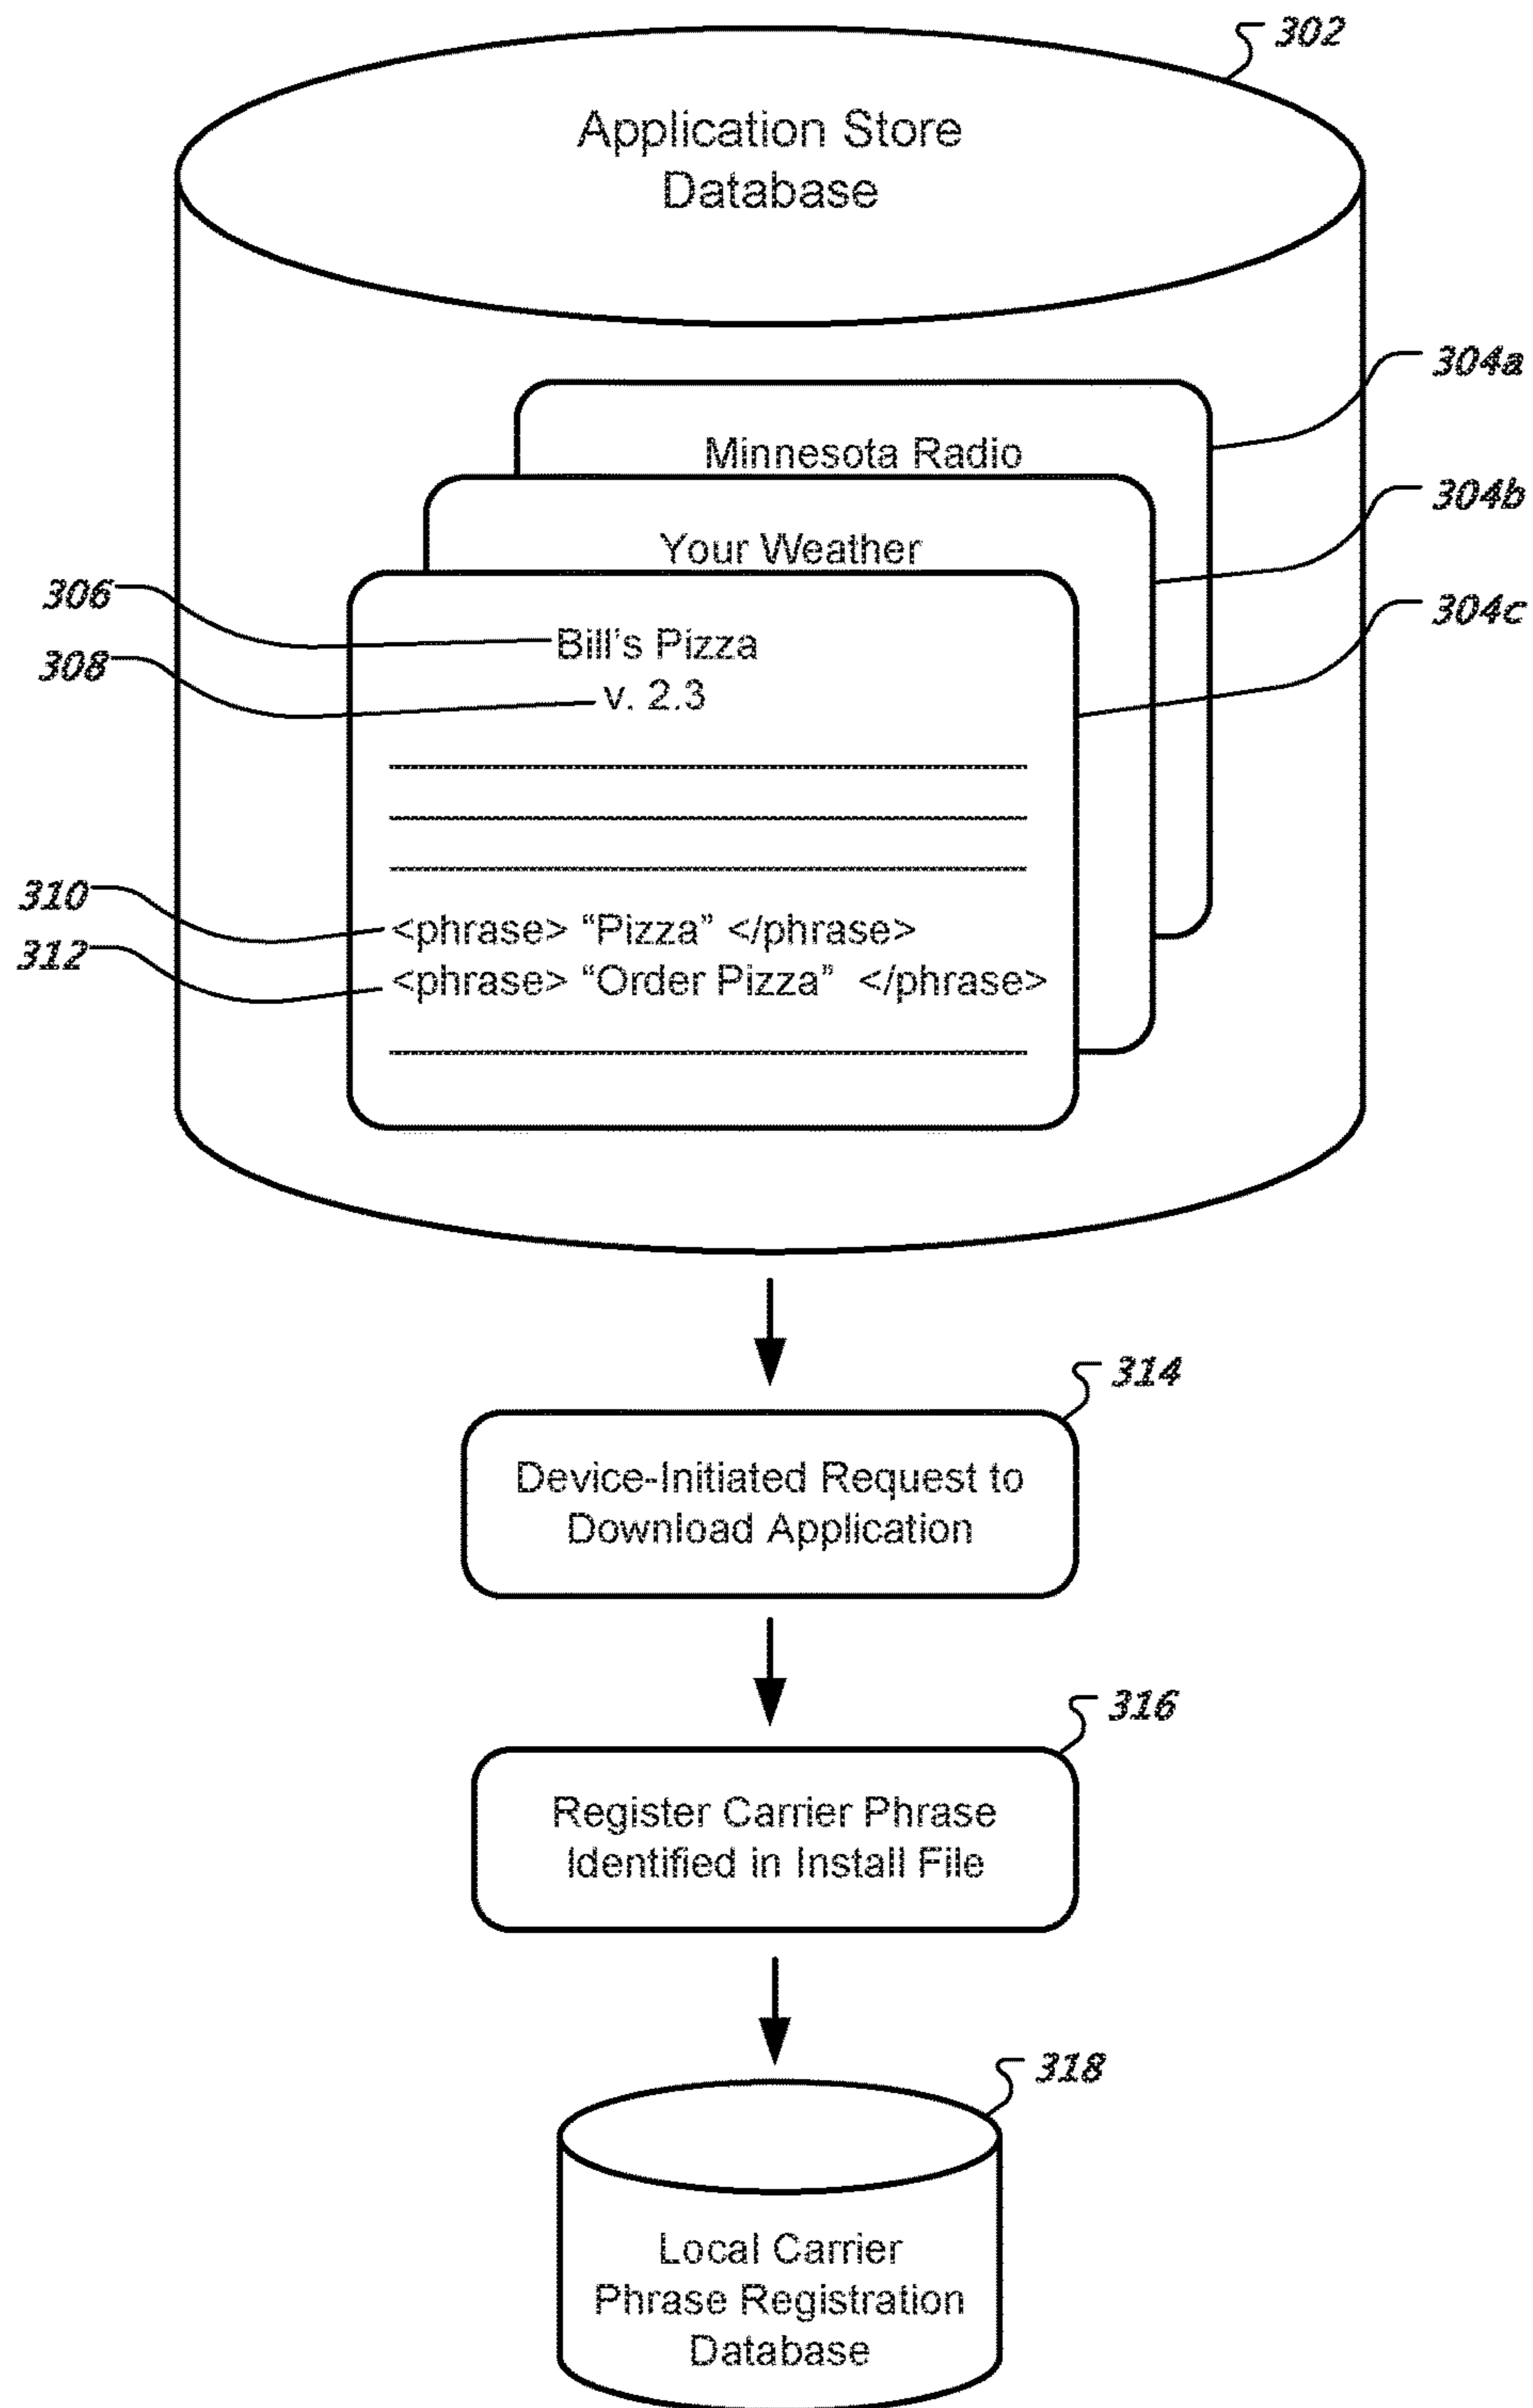 302
Application Store
Database
304a
Minnesota Radio
304b
Your Weather
306
304c
Bill's Pizza
308
v. 2.3
310
<phrase> “Pizza” </phrase>
312
<phrase> “Order Pizza” </phrase>
314
Device-Initiated Request to
Download Application
316
Register Carrier Phrase
Identified in Install File
318
Local Carrier
Phrase Registration
Database